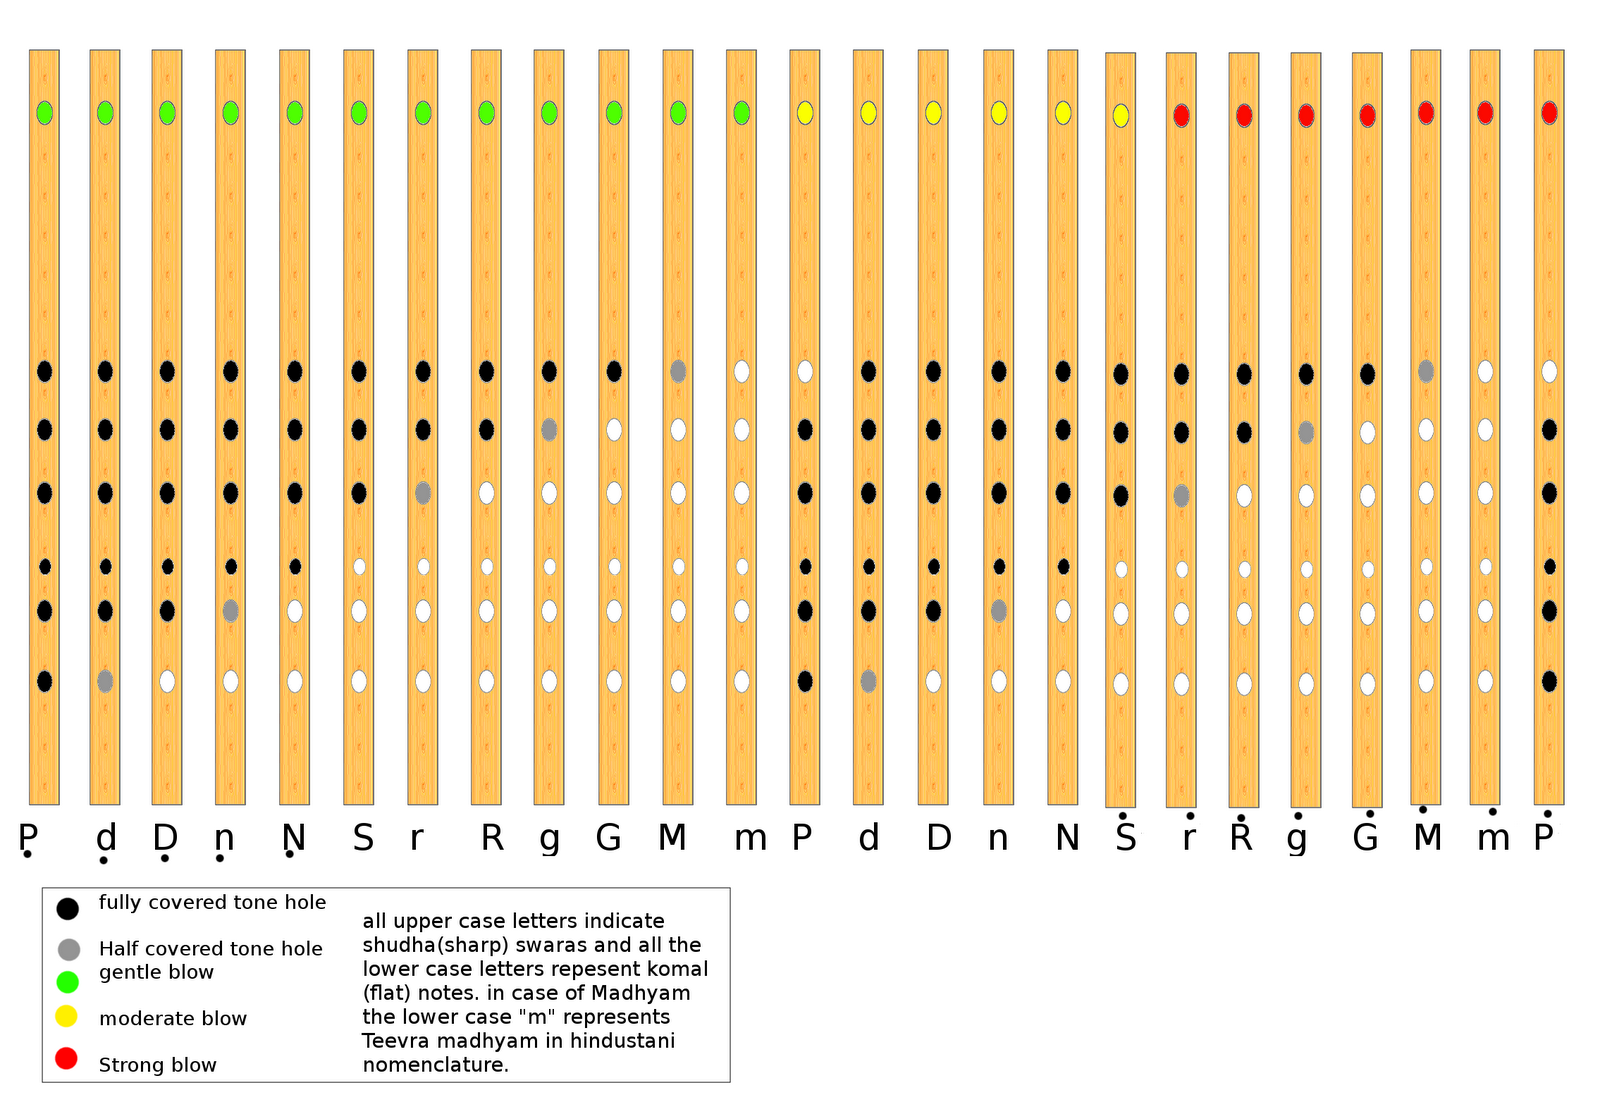 Ṗ ḍ Ḍ ṇ Ṇ S r R g G M m P d D n N Ṡ ṙ Ṙ ġ Ġ Ṁ ṁ Ṗ
fully covered tone hole
Half covered tone hole
gentle blow
moderate blow
Strong blow
all upper case letters indicate
shudha(sharp) swaras and all the
lower case letters repesent komal
(flat) notes. in case of Madhyam
the lower case "m" represents
Teevra madhyam in hindustani
nomenclature.